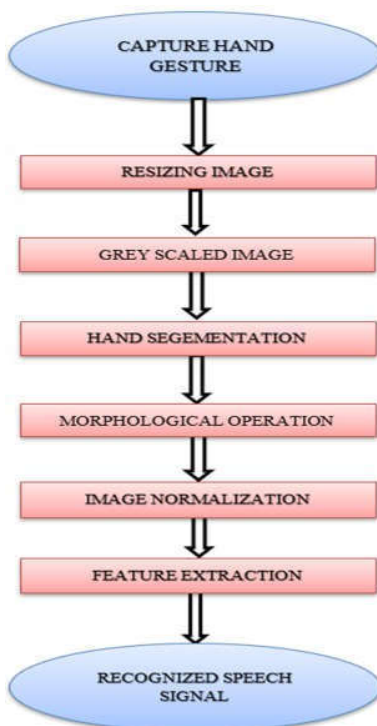 CAPTURE HAND
GESTURE
RESIZING IMAGE
GREY SCALED IMAGE
HAND SEGEMENTATION
MORPHOLOGICAL OPERATION
IMAGE NORMALIZATION
FEATURE EXTRACTION
RECOGNIZED SPEECH
SIGNAL